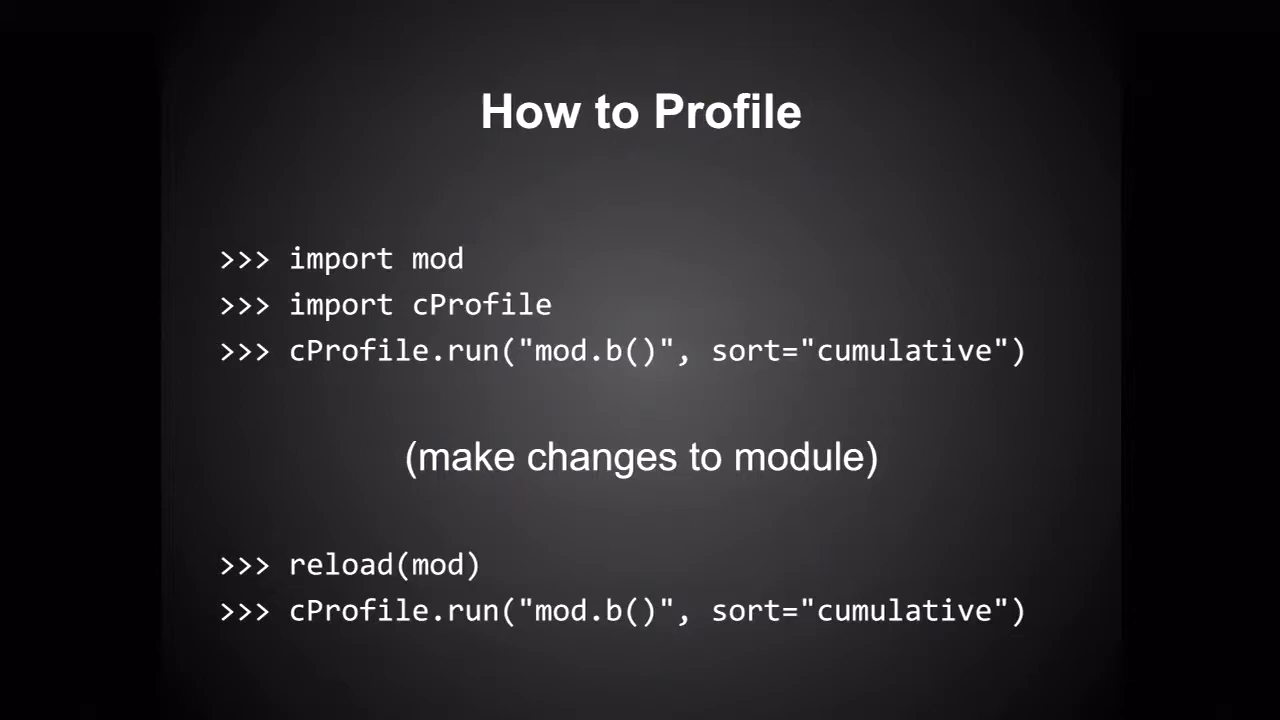 How to Profile
>>> import mod
>>> import cProfile
>>> cProfile.run("mod.b()", sort="cumulative")
(make changes to module)
>>> reload(mod)
>>> cProfile.run("mod.b()", sort="cumulative")